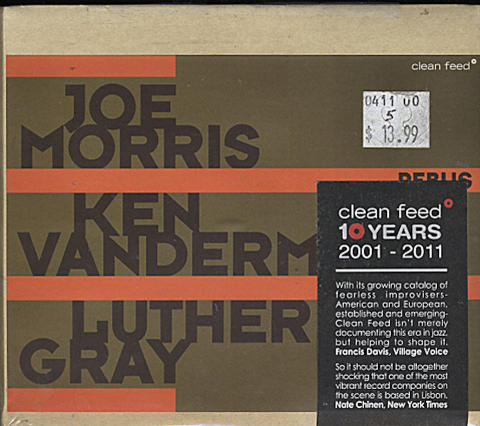 clean feed
0411 00
5
$ 13.99
JOE
MORRIS
REBUS
KEN
VANDERM
LUTHER
GRAY
clean feed
10 YEARS
2001 - 2011
With its growing catalog of
fearless improvisers-
American and European,
established and emerging-
Clean Feed isn't merely
documenting this era in jazz,
but helping to shape it.
Francis Davis, Village Voice
So it should not be altogether
shocking that one of the most
vibrant record companies on
the scene is based in Lisbon.
Nate Chinen, New York Times